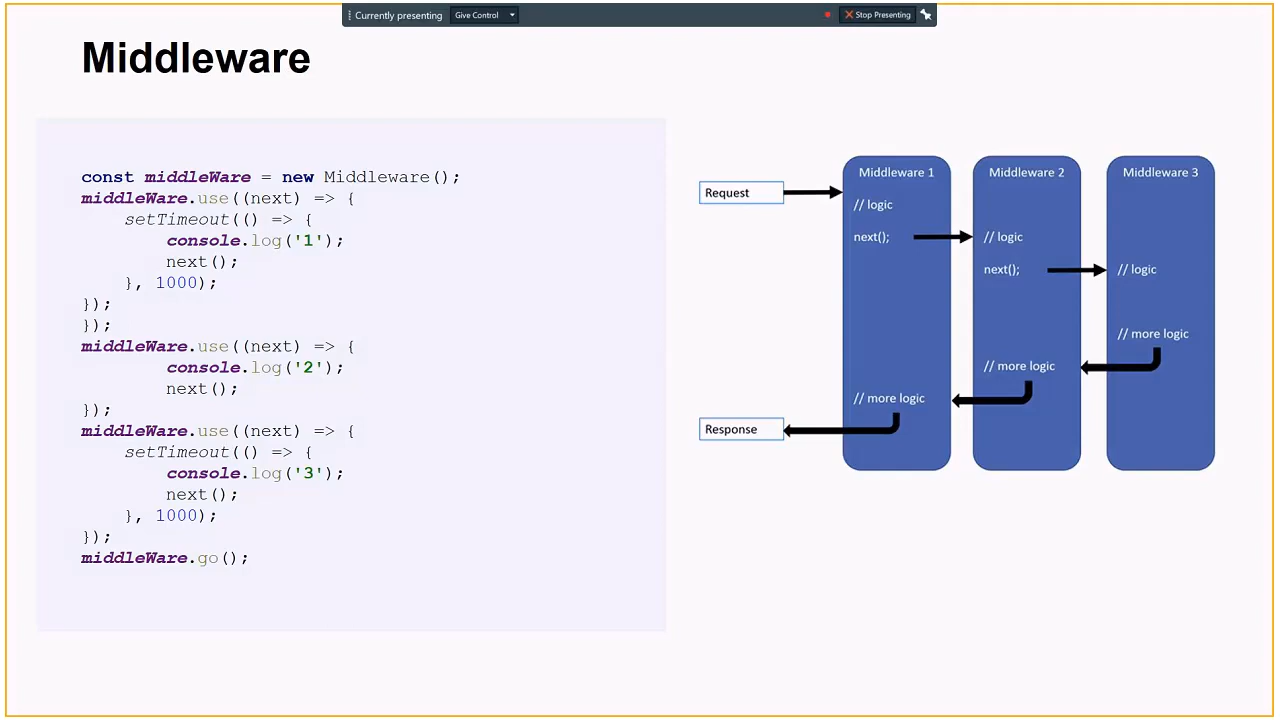 Currently presenting Give Control Stop Presenting
Middleware
const middleWare = new Middleware();
middleWare.use((next) => {
setTimeout(() => {
console.log('1');
next();
}, 1000);
});
});
middleWare.use((next) => {
console.log('2');
next();
});
middleWare.use((next) => {
setTimeout(() => {
console.log('3');
next();
}, 1000);
});
middleWare.go();
Request
Response
Middleware 1
// logic
next();
// more logic
Middleware 2
// logic
next();
// more logic
Middleware 3
// logic
// more logic